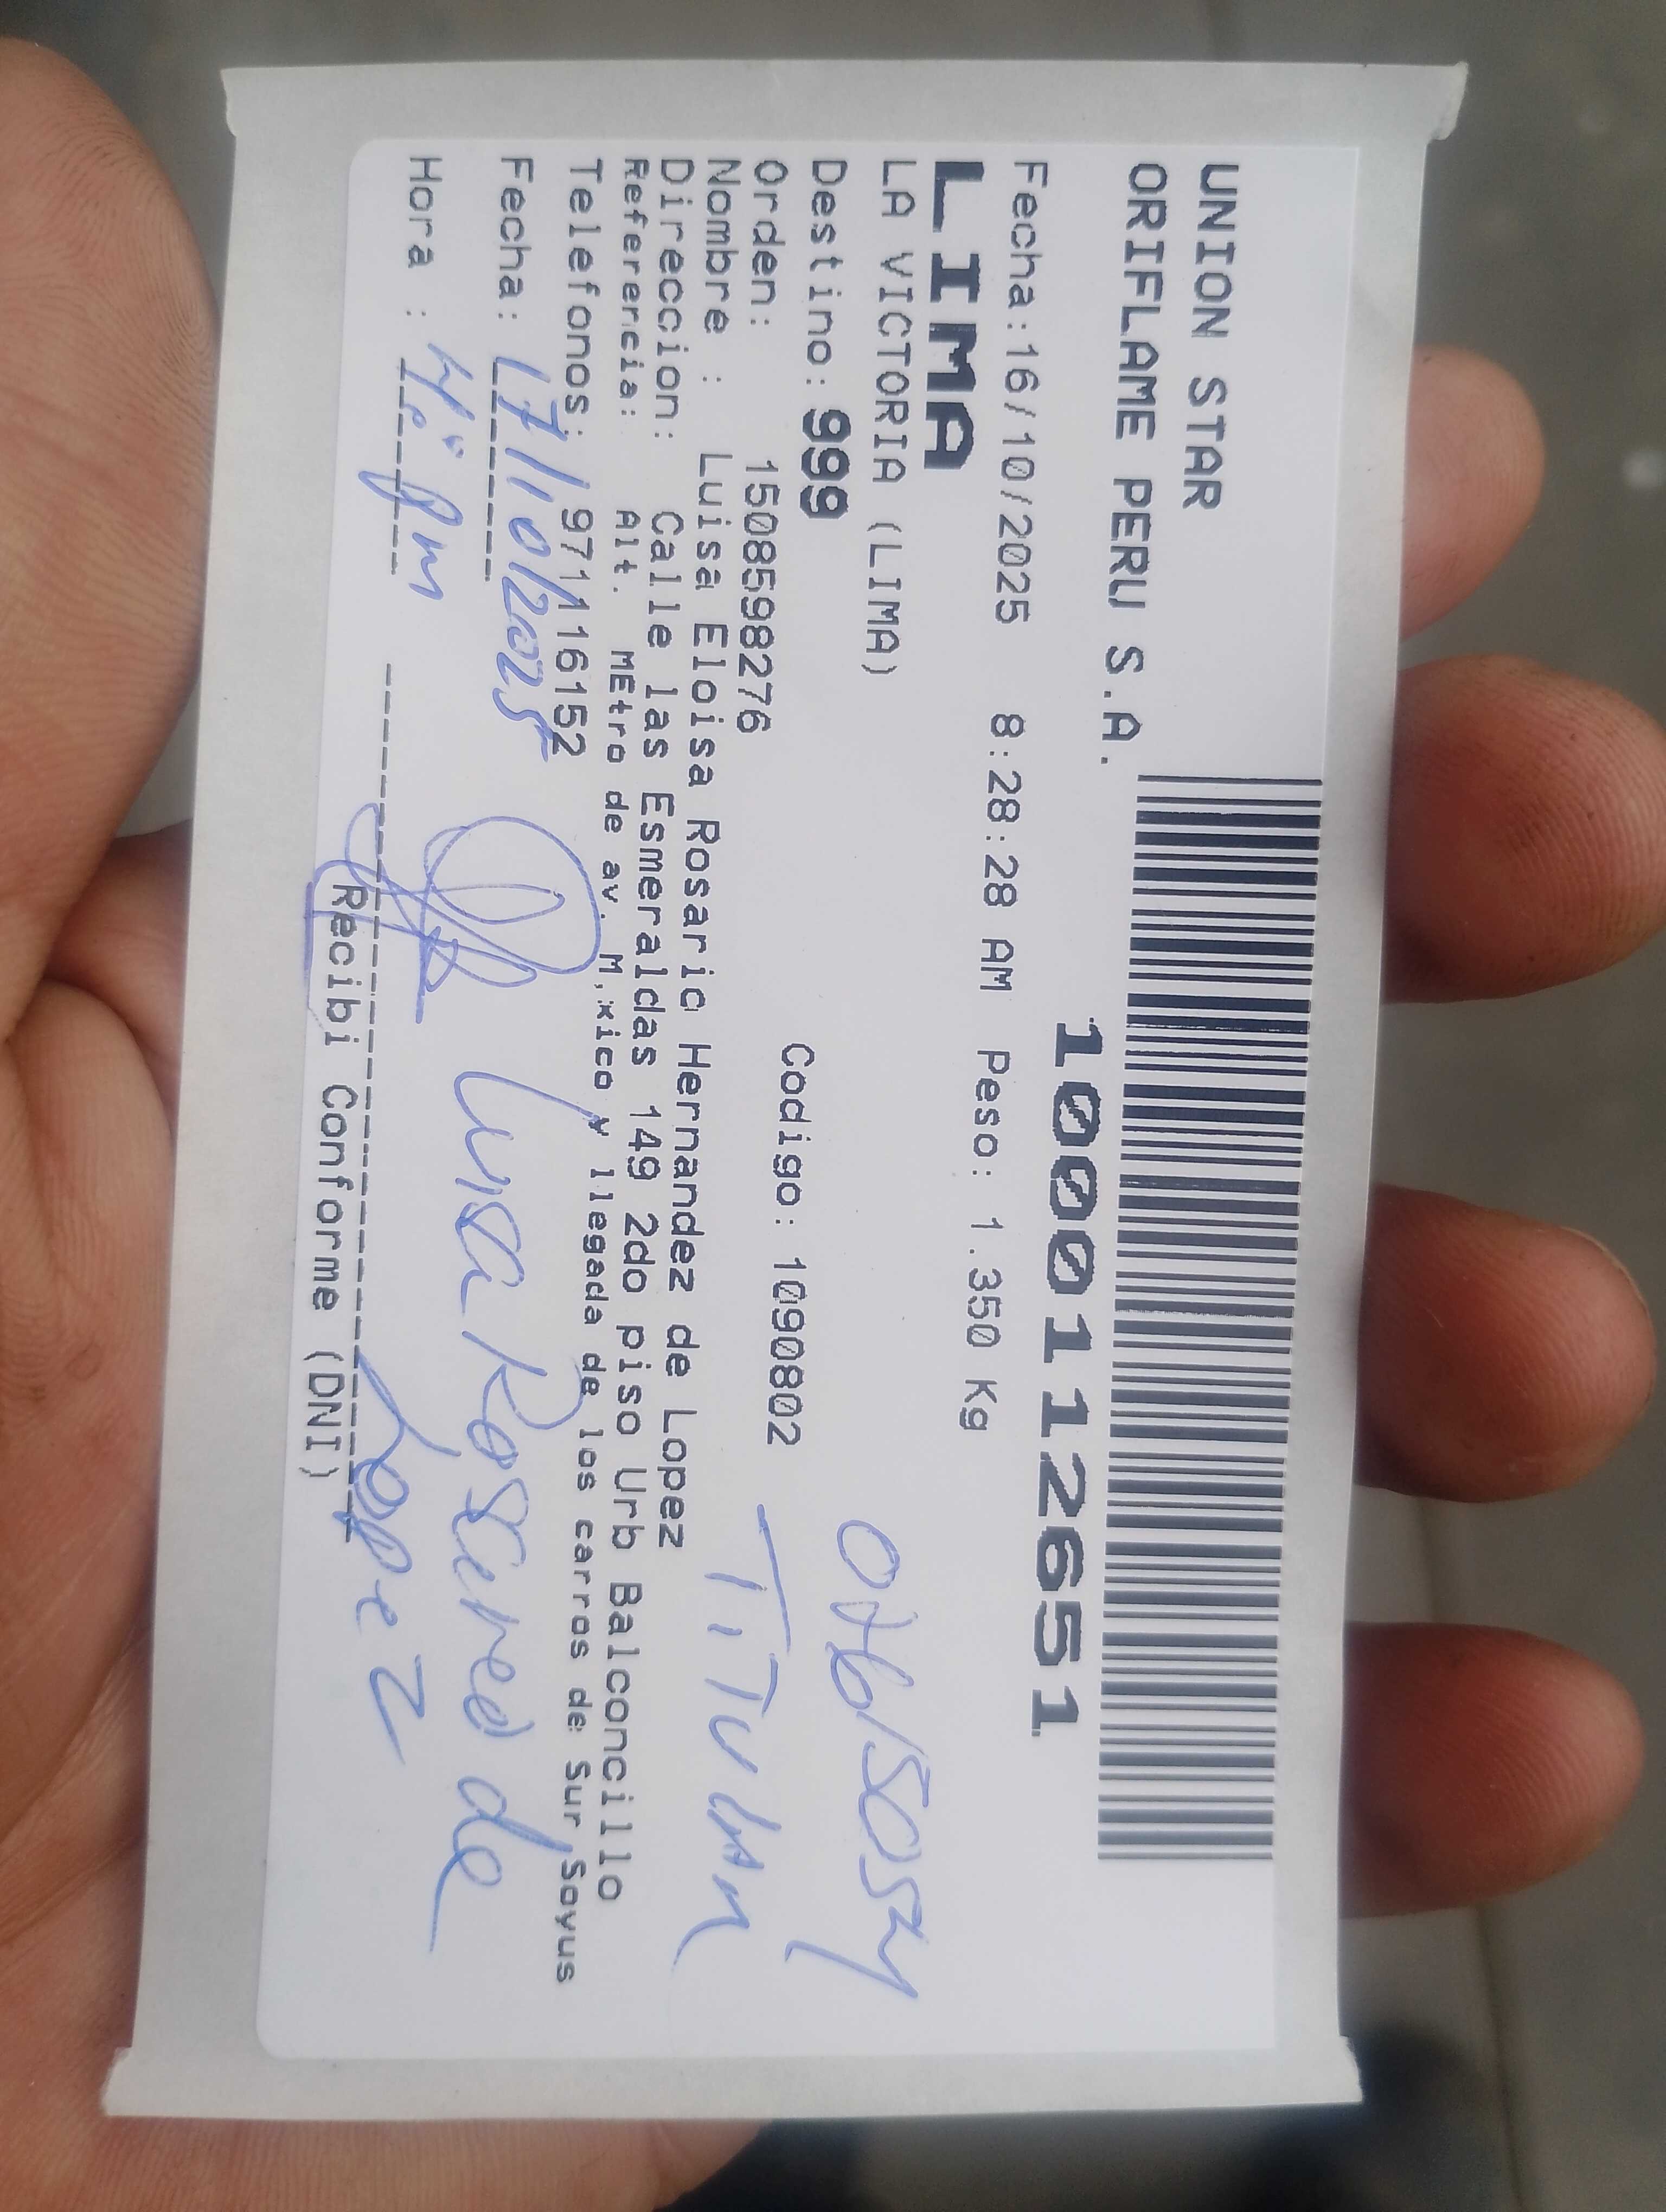 UNION STAR
ORIFLAME PERU S.A.
10001112651
Fecha:16/10/2025 8:28:28 AM Peso: 1.350 Kg
LIMA
LA VICTORIA (LIMA)
Destino: 999 Codigo: 1090802
Orden: 1508598276
TiTULAR
Nombre : Luisa Eloisa Rosario Hernandez de Lopez
Direccion: Calle las Esmeraldas 149 2do piso Urb Balconcillo
Referencia: Alt. mEtro de av. M,xico y llegada de los carros de Sur Soyus
Telefonos: 971116152
Fecha: 17/10/2025
Luisa Rosario de
Lopez
Hora :
Recibi Conforme (DNI)